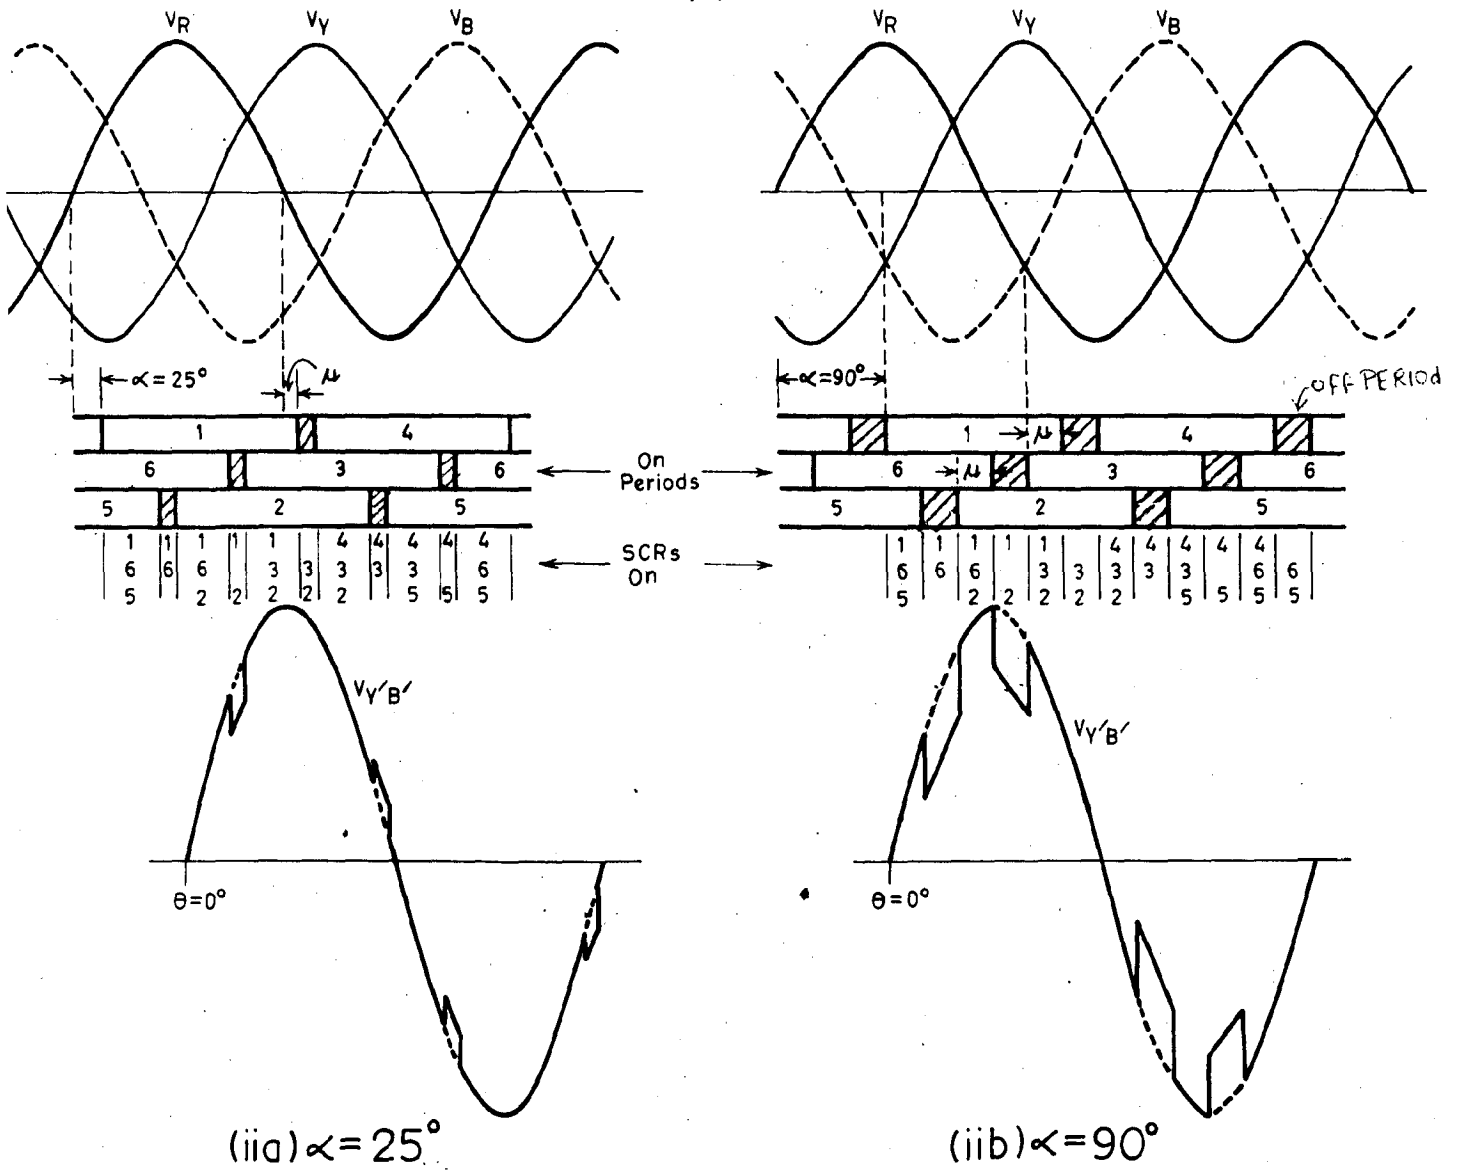 VR VY VB
VR VY VB
α=25° μ
α=90° OFF PERIOD
1 4
6 3 6
5 2 5
On Periods
1 μ 4
6 μ 3 6
5 2 5
1 1 1 1 1 4 4 4 4 4
6 6 6 3 3 3 3 3 6
5 2 2 2 2 2 5 5 5
SCRs On
1 1 1 1 1 4 4 4 4 4
6 6 6 3 3 3 3 3 6 6
5 2 2 2 2 2 5 5 5 5
VY'B'
VY'B'
θ=0°
θ=0°
(iia) α=25°
(iib) α=90°